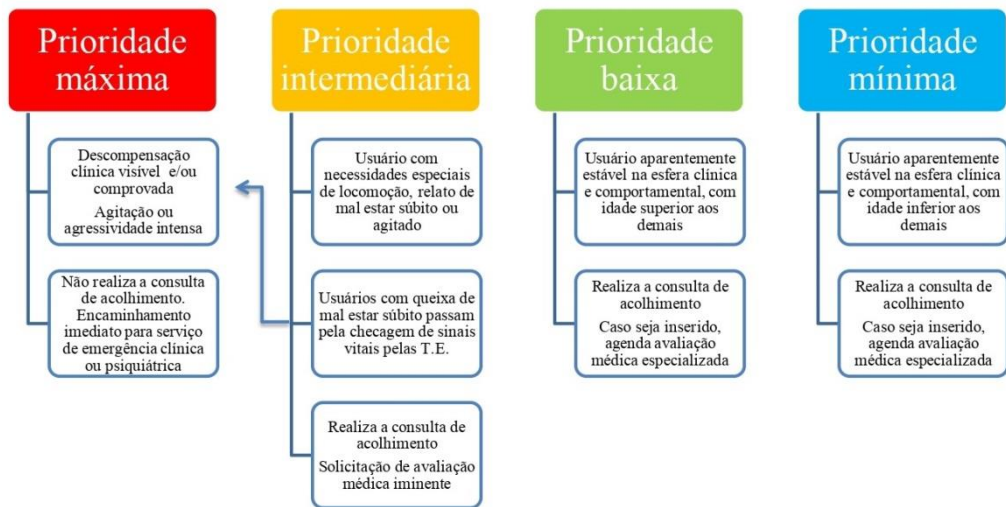 Prioridade
máxima
Descompensação
clínica visível e/ou
comprovada
Agitação ou
agressividade intensa
Não realiza a consulta
de acolhimento.
Encaminhamento
imediato para serviço
de emergência clínica
ou psiquiátrica
Prioridade
intermediária
Usuário com
necessidades especiais
de locomoção, relato de
mal estar súbito ou
agitado
Usuários com queixa de
mal estar súbito passam
pela checagem de sinais
vitais pelas T.E.
Realiza a consulta de
acolhimento
Solicitação de avaliação
médica iminente
Prioridade
baixa
Usuário aparentemente
estável na esfera clínica
e comportamental, com
idade superior aos
demais
Realiza a consulta de
acolhimento
Caso seja inserido,
agenda avaliação
médica especializada
Prioridade
mínima
Usuário aparentemente
estável na esfera clínica
e comportamental, com
idade inferior aos
demais
Realiza a consulta de
acolhimento
Caso seja inserido,
agenda avaliação
médica especializada